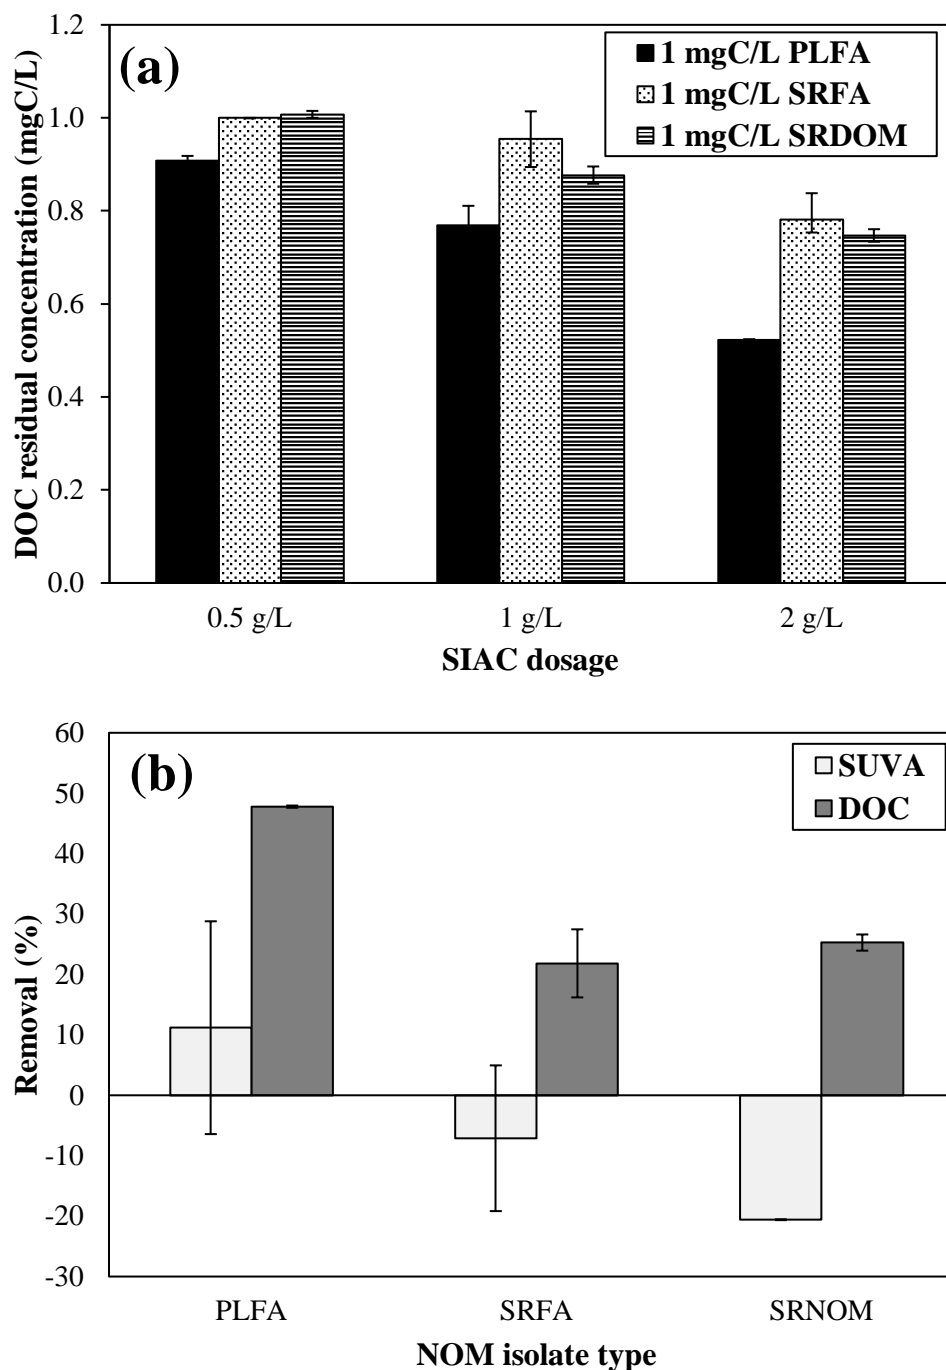 (a)
1 mgC/L PLFA
1 mgC/L SRFA
1 mgC/L SRDOM
DOC residual concentration (mgC/L)
1.2
1.0
0.8
0.6
0.4
0.2
0.0
0.5 g/L 1 g/L 2 g/L
SIAC dosage
(b)
SUVA
DOC
Removal (%)
60
50
40
30
20
10
0
-10
-20
-30
PLFA SRFA SRNOM
NOM isolate type